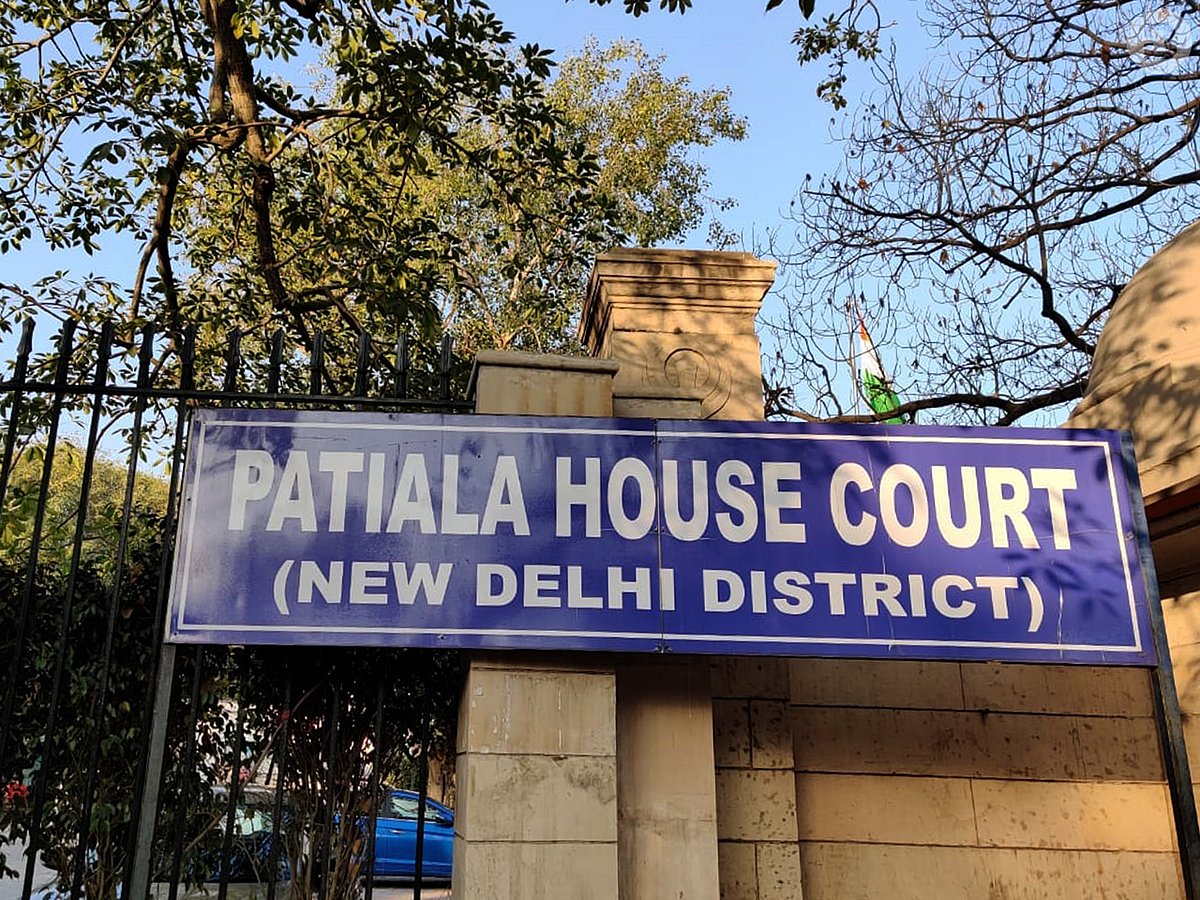 PATIALA HOUSE COURT
(NEW DELHI DISTRICT)